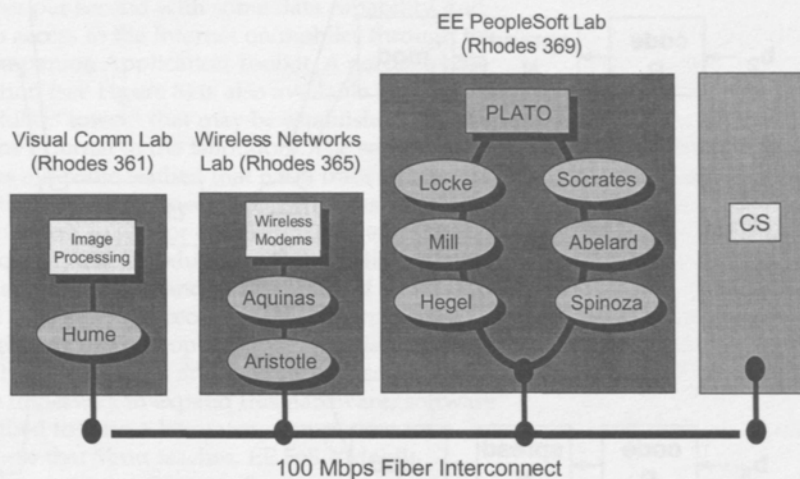 EE PeopleSoft Lab
(Rhodes 369)
Visual Comm Lab
(Rhodes 361)
Wireless Networks
Lab (Rhodes 365)
PLATO
Locke
Socrates
Image
Processing
Wireless
Modems
Mill
Abelard
CS
Hume
Aquinas
Hegel
Spinoza
Aristotle
100 Mbps Fiber Interconnect